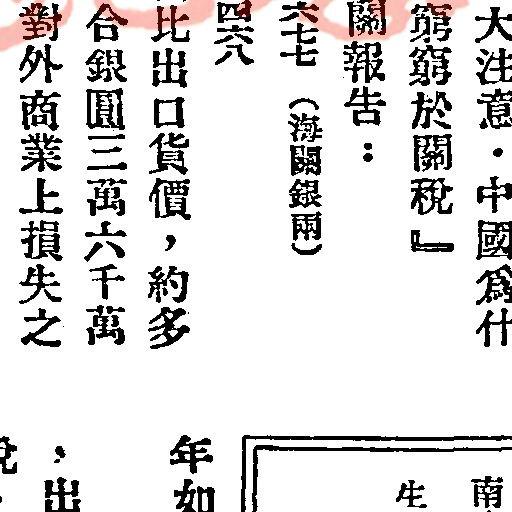 大注意．中國爲什
窮窮於關稅』
關報告：
六七七（海關銀兩）
四六八
比出口貨價，約多
合銀圓三萬六千萬
對外商業上損失之
南
生
年如
，出